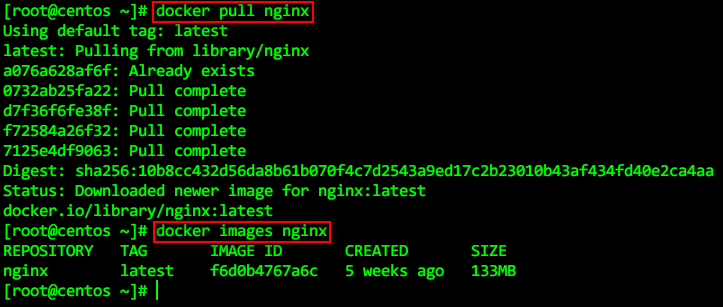 [root@centos ~]# docker pull nginx
Using default tag: latest
latest: Pulling from library/nginx
a076a628af6f: Already exists
0732ab25fa22: Pull complete
d7f36f6fe38f: Pull complete
f72584a26f32: Pull complete
7125e4df9063: Pull complete
Digest: sha256:10b8cc432d56da8b61b070f4c7d2543a9ed17c2b23010b43af434fd40e2ca4aa
Status: Downloaded newer image for nginx:latest
docker.io/library/nginx:latest
[root@centos ~]# docker images nginx
REPOSITORY TAG IMAGE ID CREATED SIZE
nginx latest f6d0b4767a6c 5 weeks ago 133MB
[root@centos ~]#